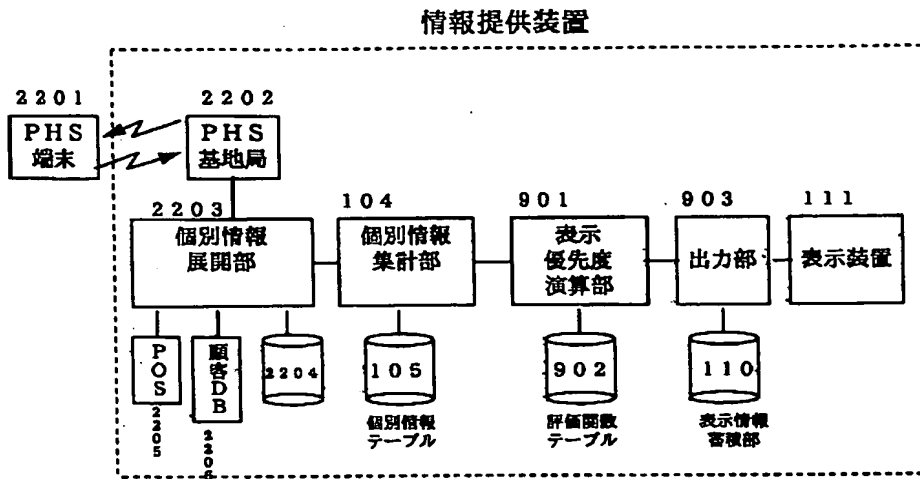 情報提供装置
2201
PHS
端末
2202
PHS
基地局
2203
個別情報
展開部
104
個別情報
集計部
901
表示
優先度
演算部
903
出力部
111
表示装置
POS
2205
顧客DB
2206
2204
105
個別情報
テーブル
902
評価関数
テーブル
110
表示情報
蓄積部